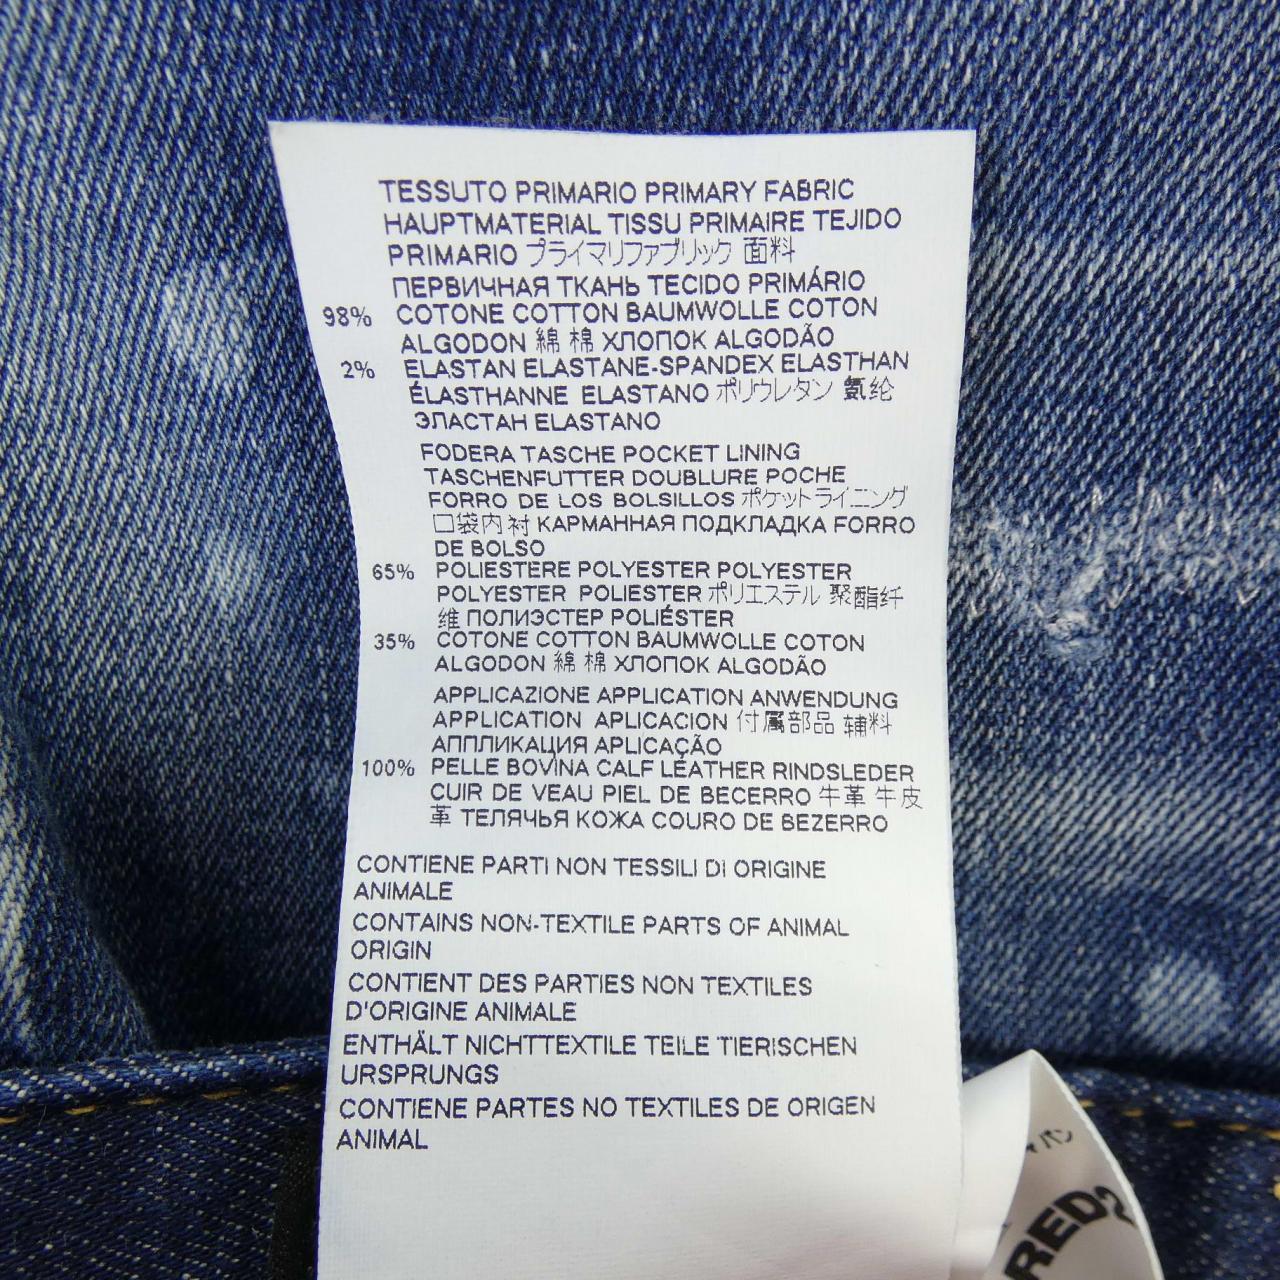 TESSUTO PRIMARIO PRIMARY FABRIC
HAUPTMATERIAL TISSU PRIMAIRE TEJIDO
PRIMARIO プライマリファブリック 面料
ПЕРВИЧНАЯ ТКАНЬ TECIDO PRIMÁRIO
98% COTONE COTTON BAUMWOLLE COTON
ALGODON 綿 棉 ХЛОПОК ALGODÃO
2% ELASTAN ELASTANE-SPANDEX ELASTHAN
ÉLASTHANNE ELASTANO ポリウレタン 氨纶
ЭЛАСТАН ELASTANO
FODERA TASCHE POCKET LINING
TASCHENFUTTER DOUBLURE POCHE
FORRO DE LOS BOLSILLOS ポケットライニング
口袋内衬 КАРМАННАЯ ПОДКЛАДКА FORRO
DE BOLSO
65% POLIESTERE POLYESTER POLYESTER
POLYESTER POLIESTER ポリエステル 聚酯纤
维 ПОЛИЭСТЕР POLIÉSTER
35% COTONE COTTON BAUMWOLLE COTON
ALGODON 綿 棉 ХЛОПОК ALGODÃO
APPLICAZIONE APPLICATION ANWENDUNG
APPLICATION APLICACION 付属部品 辅料
АППЛИКАЦИЯ APLICAÇÃO
100% PELLE BOVINA CALF LEATHER RINDSLEDER
CUIR DE VEAU PIEL DE BECERRO 牛革 牛皮
革 ТЕЛЯЧЬЯ КОЖА COURO DE BEZERRO
CONTIENE PARTI NON TESSILI DI ORIGINE
ANIMALE
CONTAINS NON-TEXTILE PARTS OF ANIMAL
ORIGIN
CONTIENT DES PARTIES NON TEXTILES
D'ORIGINE ANIMALE
ENTHÄLT NICHTTEXTILE TEILE TIERISCHEN
URSPRUNGS
CONTIENE PARTES NO TEXTILES DE ORIGEN
ANIMAL
RED2